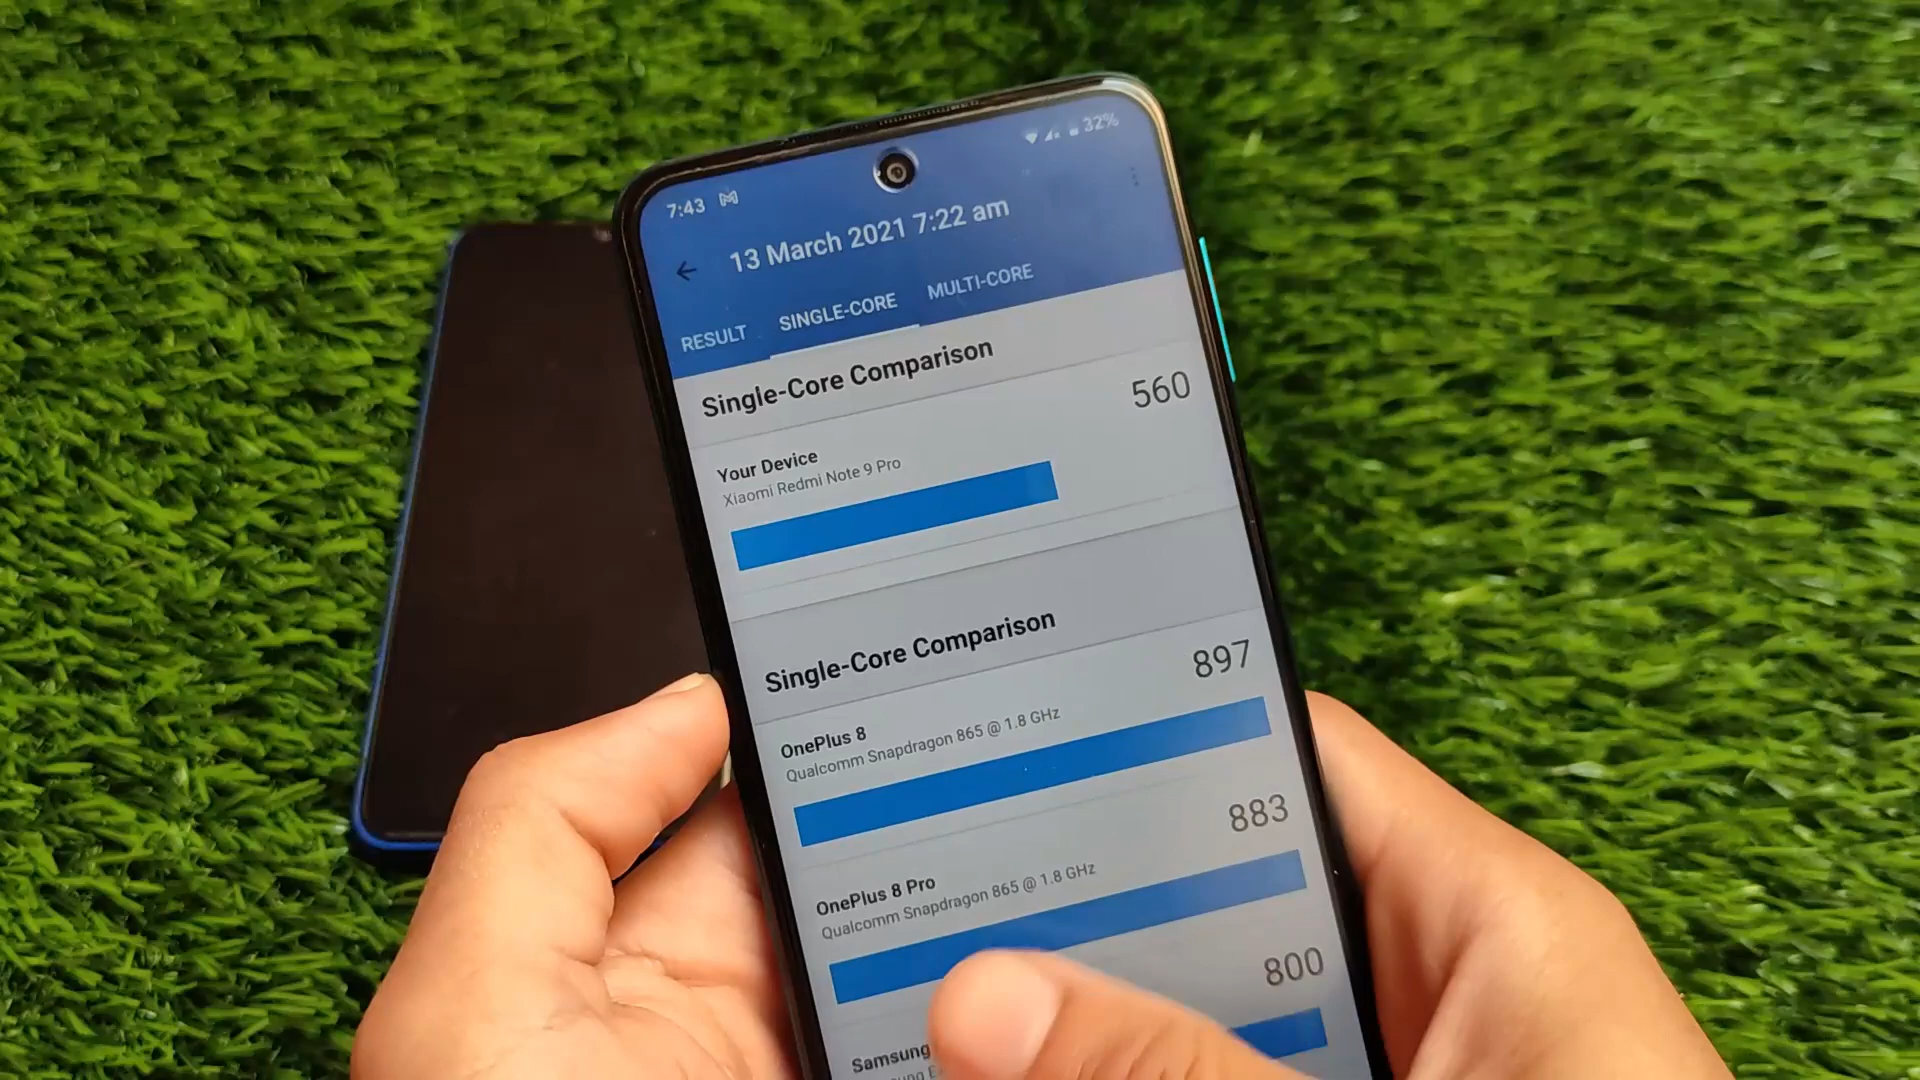 7:43
32%
13 March 2021 7:22 am
RESULT SINGLE-CORE MULTI-CORE
Single-Core Comparison
560
Your Device
Xiaomi Redmi Note 9 Pro
Single-Core Comparison
897
OnePlus 8
Qualcomm Snapdragon 865 @ 1.8 GHz
883
OnePlus 8 Pro
Qualcomm Snapdragon 865 @ 1.8 GHz
800
Samsung